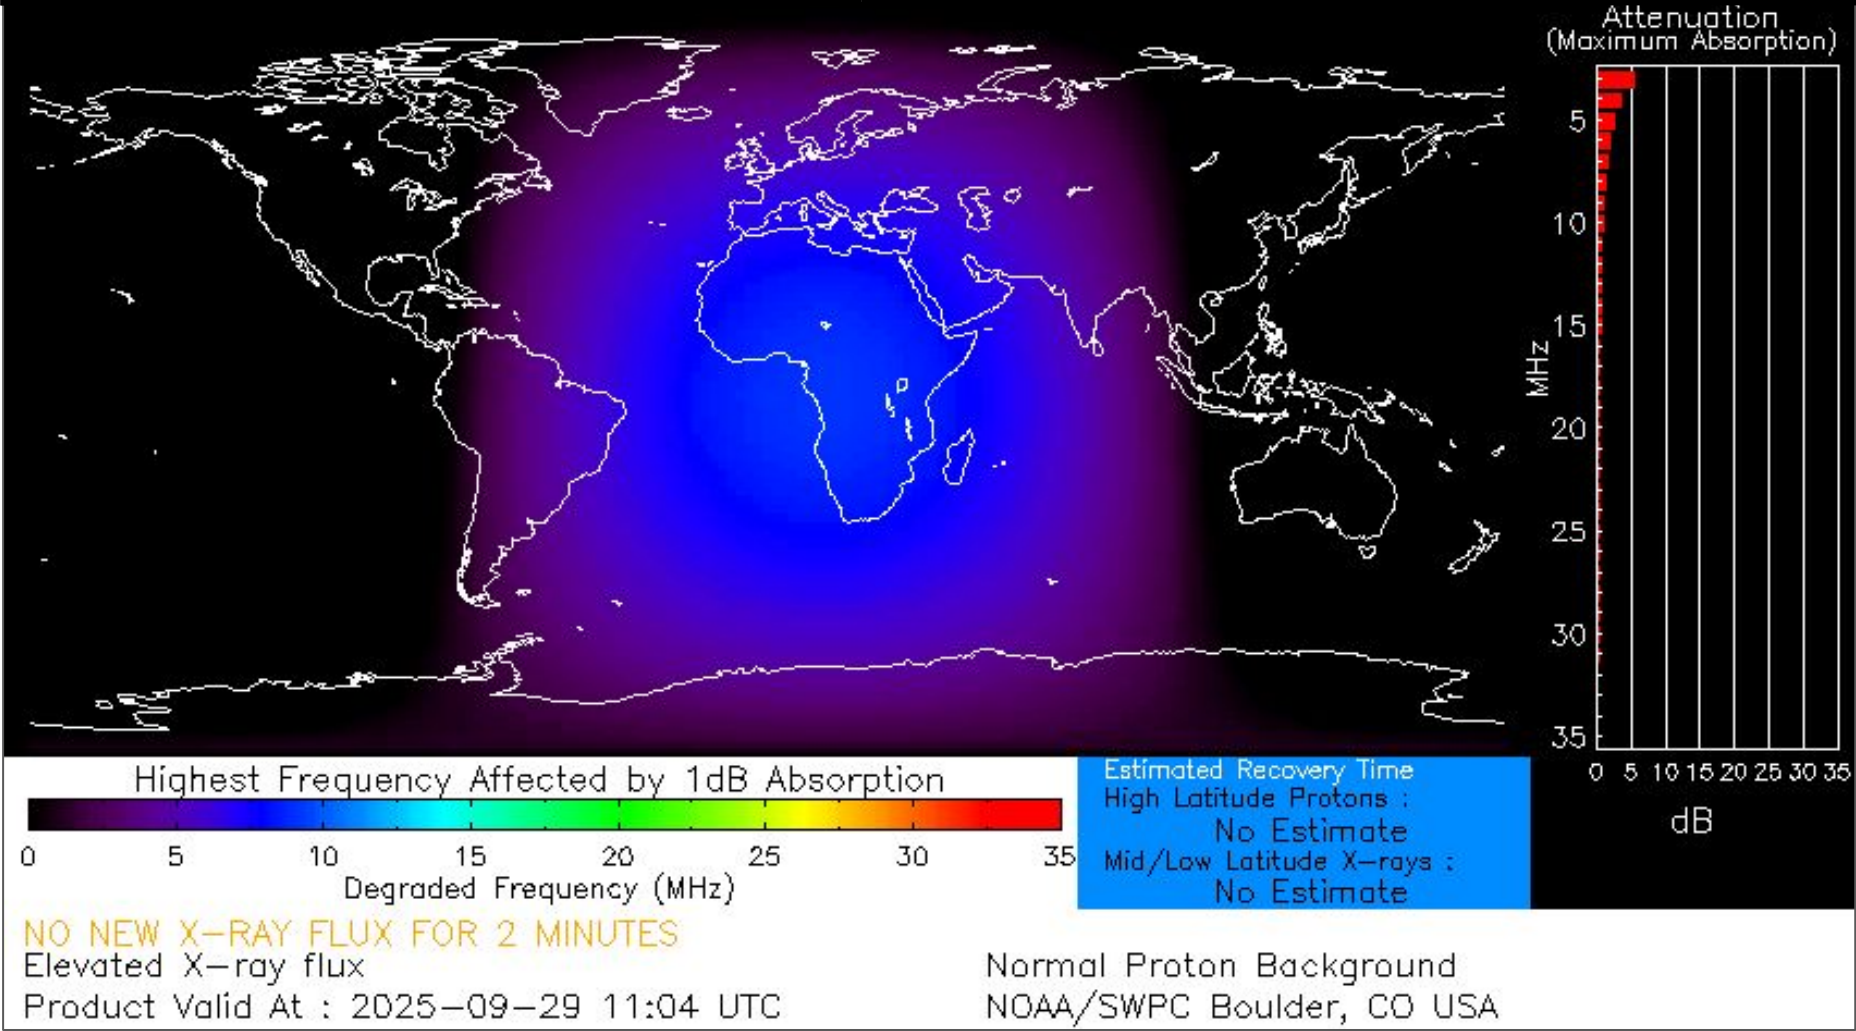 Attenuation
(Maximum Absorption)
5
10
15
20
25
30
35
MHz
0 5 10 15 20 25 30 35
dB
Highest Frequency Affected by 1dB Absorption
0 5 10 15 20 25 30 35
Degraded Frequency (MHz)
Estimated Recovery Time
High Latitude Protons :
No Estimate
Mid/Low Latitude X-rays :
No Estimate
NO NEW X-RAY FLUX FOR 2 MINUTES
Elevated X-ray flux
Product Valid At : 2025-09-29 11:04 UTC
Normal Proton Background
NOAA/SWPC Boulder, CO USA